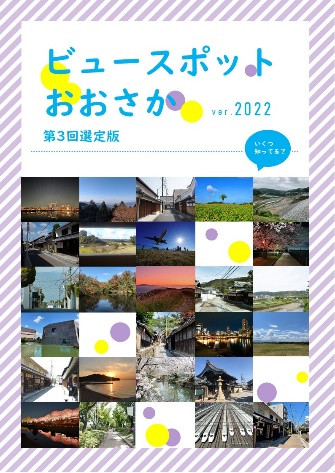 ビュースポット
おおさか ver.2022
第3回選定版
いくつ
知ってる？